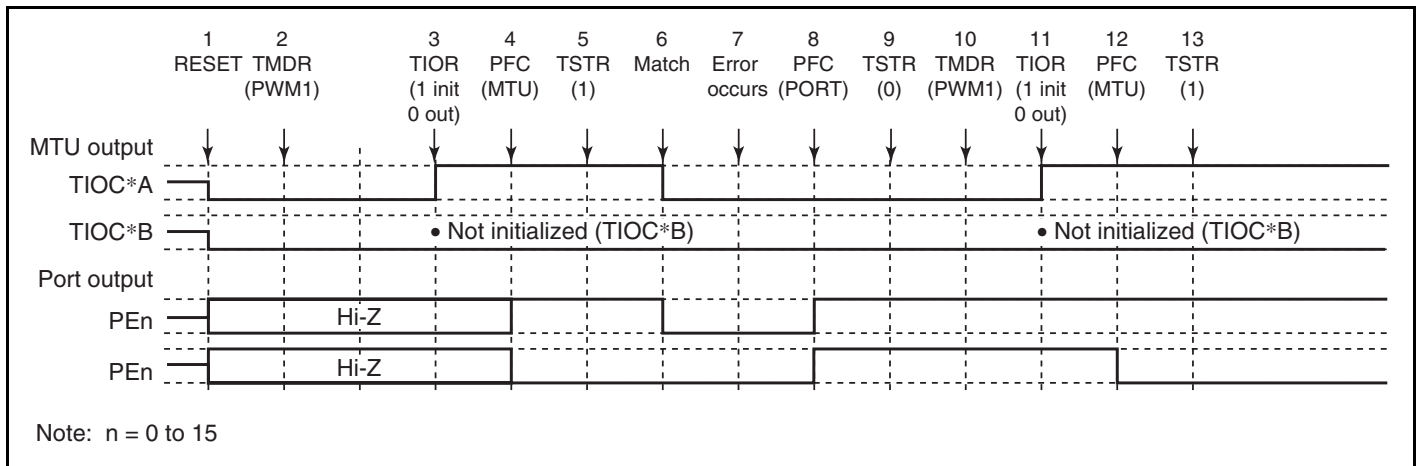 1 2 3 4 5 6 7 8 9 10 11 12 13
RESET TMDR TIOR PFC TSTR Match Error PFC TSTR TMDR TIOR PFC TSTR
(PWM1) (1 init (MTU) (1) occurs (PORT) (0) (PWM1) (1 init (MTU) (1)
0 out) 0 out)
MTU output
TIOC*A
TIOC*B • Not initialized (TIOC*B) • Not initialized (TIOC*B)
Port output
PEn Hi-Z
PEn Hi-Z
Note: n = 0 to 15